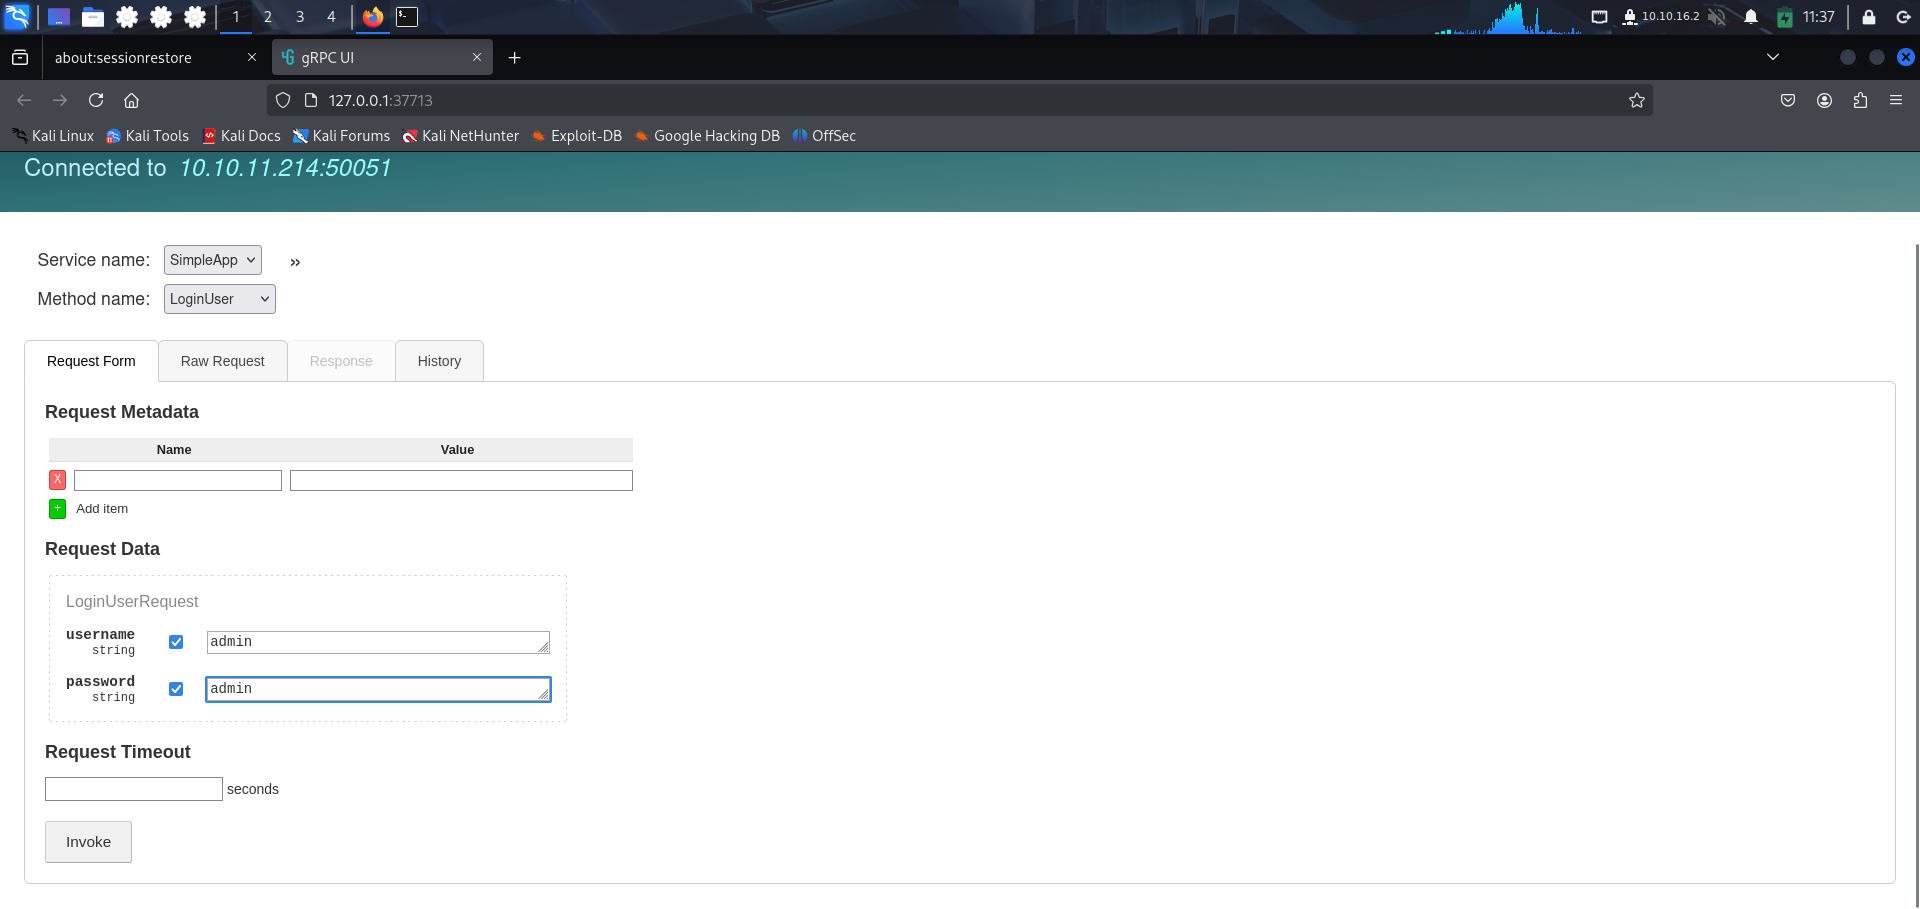 1 2 3 4 10.10.16.2 11:37
about:sessionrestore gRPC UI
127.0.0.1:37713
Kali Linux Kali Tools Kali Docs Kali Forums Kali NetHunter Exploit-DB Google Hacking DB OffSec
Connected to 10.10.11.214:50051
Service name: SimpleApp »
Method name: LoginUser
Request Form Raw Request Response History
Request Metadata
Name Value
X
+ Add item
Request Data
LoginUserRequest
username admin
string
password admin
string
Request Timeout
seconds
Invoke